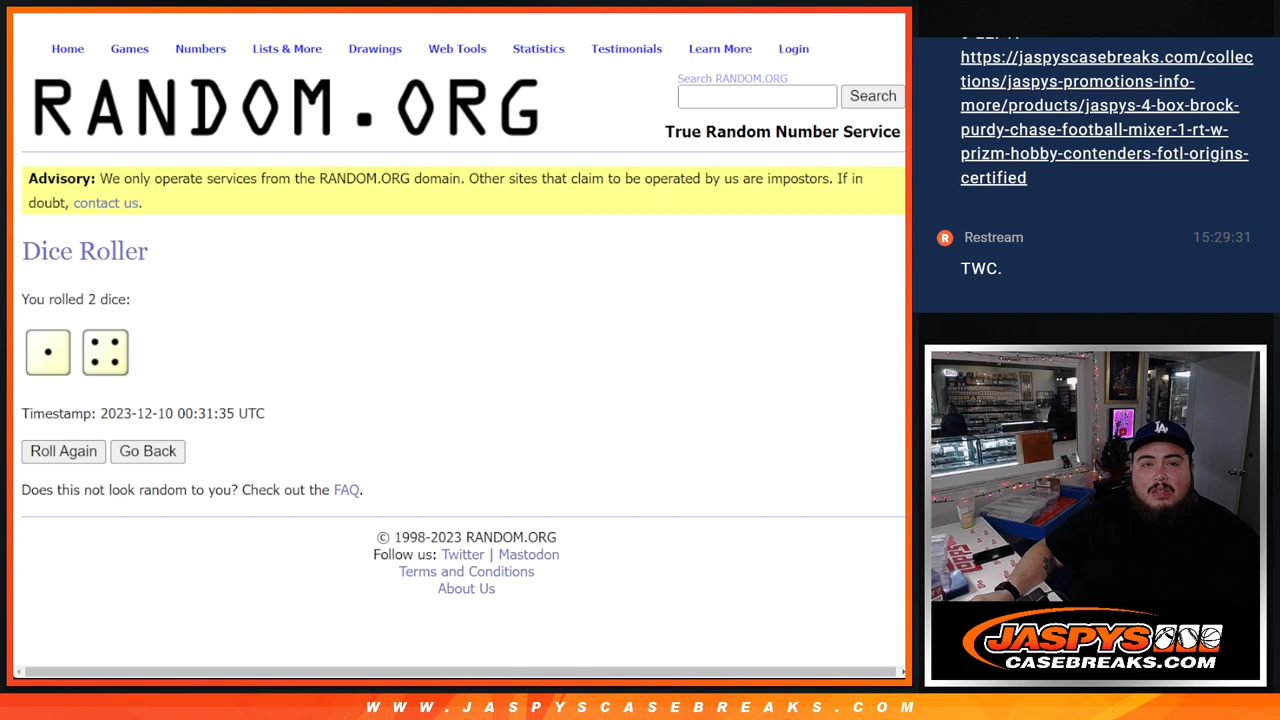 Home Games Numbers Lists & More Drawings Web Tools Statistics Testimonials Learn More Login
RANDOM.ORG
Search RANDOM.ORG
Search
True Random Number Service
Advisory: We only operate services from the RANDOM.ORG domain. Other sites that claim to be operated by us are impostors. If in
doubt, contact us.
Dice Roller
You rolled 2 dice:
Timestamp: 2023-12-10 00:31:35 UTC
Roll Again Go Back
Does this not look random to you? Check out the FAQ.
© 1998-2023 RANDOM.ORG
Follow us: Twitter | Mastodon
Terms and Conditions
About Us
https://jaspyscasebreaks.com/collec
tions/jaspys-promotions-info-
more/products/jaspys-4-box-brock-
purdy-chase-football-mixer-1-rt-w-
prizm-hobby-contenders-fotl-origins-
certified
R Restream 15:29:31
TWC.
LA
JASPYS
CASEBREAKS.COM
WWW.JASPYSCASEBREAKS.COM